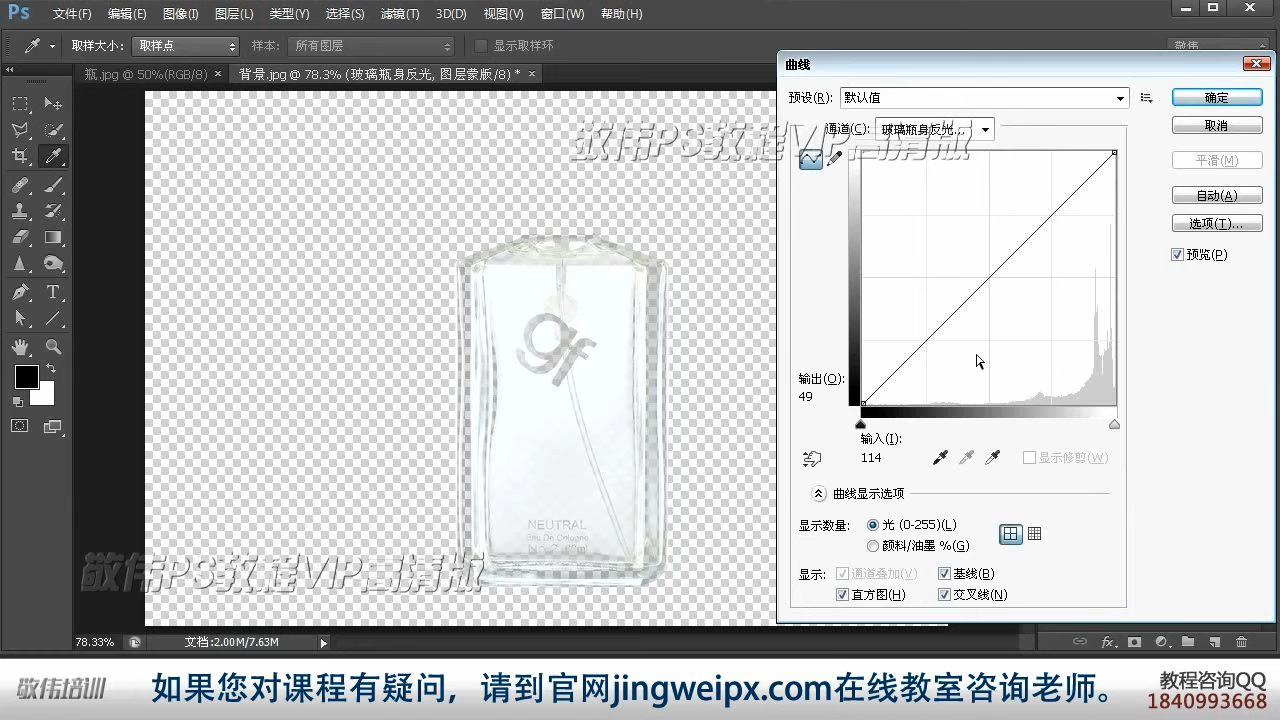 Ps 文件(F) 编辑(E) 图像(I) 图层(L) 类型(Y) 选择(S) 滤镜(T) 3D(D) 视图(V) 窗口(W) 帮助(H)
取样大小: 取样点 样本: 所有图层 显示取样环 敬伟
瓶.jpg @ 50%(RGB/8) × 背景.jpg @ 78.3% (玻璃瓶身反光, 图层蒙版/8) * ×
曲线
预设(R): 默认值 确定
通道(C): 玻璃瓶身反光... 取消
敬伟PS教程VIP高清版
平滑(M)
自动(A)
选项(T)...
预览(P)
gf
输出(O):
49
输入(I):
114 显示修剪(W)
曲线显示选项
NEUTRAL
Eau De Cologne
显示数量: 光 (0-255)(L)
颜料/油墨 %(G)
敬伟PS教程VIP高清版
显示: 通道叠加(V) 基线(B)
直方图(H) 交叉线(N)
78.33% 文档:2.00M/7.63M fx
敬伟培训 如果您对课程有疑问，请到官网jingweipx.com在线教室咨询老师。 教程咨询QQ
1840993668